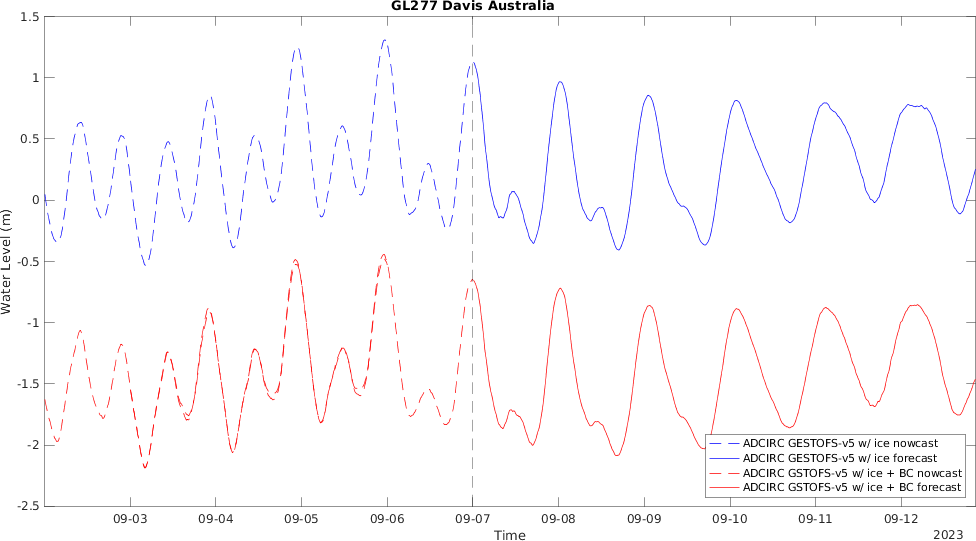 GL277 Davis Australia
1.5
1
0.5
0
-0.5
-1
-1.5
-2
-2.5
Water Level (m)
09-03 09-04 09-05 09-06 09-07 09-08 09-09 09-10 09-11 09-12
Time
2023
ADCIRC GESTOFS-v5 w/ ice nowcast
ADCIRC GESTOFS-v5 w/ ice forecast
ADCIRC GSTOFS-v5 w/ ice + BC nowcast
ADCIRC GSTOFS-v5 w/ ice + BC forecast